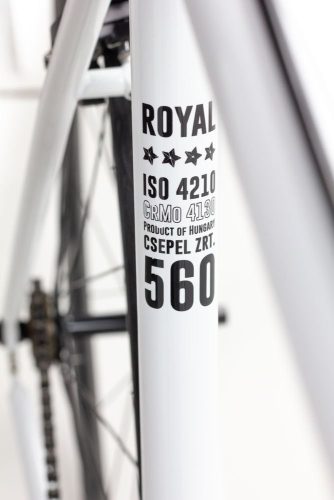 ROYAL
ISO 4210
CRMO 4130
PRODUCT OF HUNGARY
CSEPEL ZRT.
560